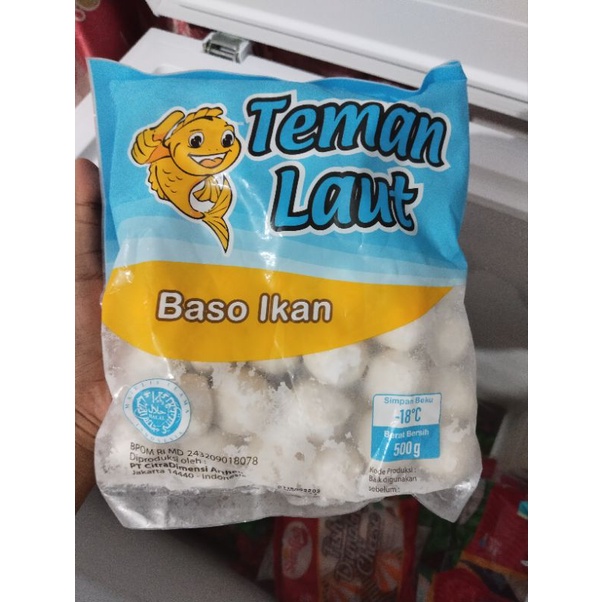 Teman
Laut
Baso Ikan
Simpan Beku
-18°C
Berat Bersih
500 g
BPOM RI MD 243209018078
Diproduksi oleh :
PT CitraDimensi
Jakarta 14440 - Indonesia
Kode Produksi :
Baik digunakan
sebelum :